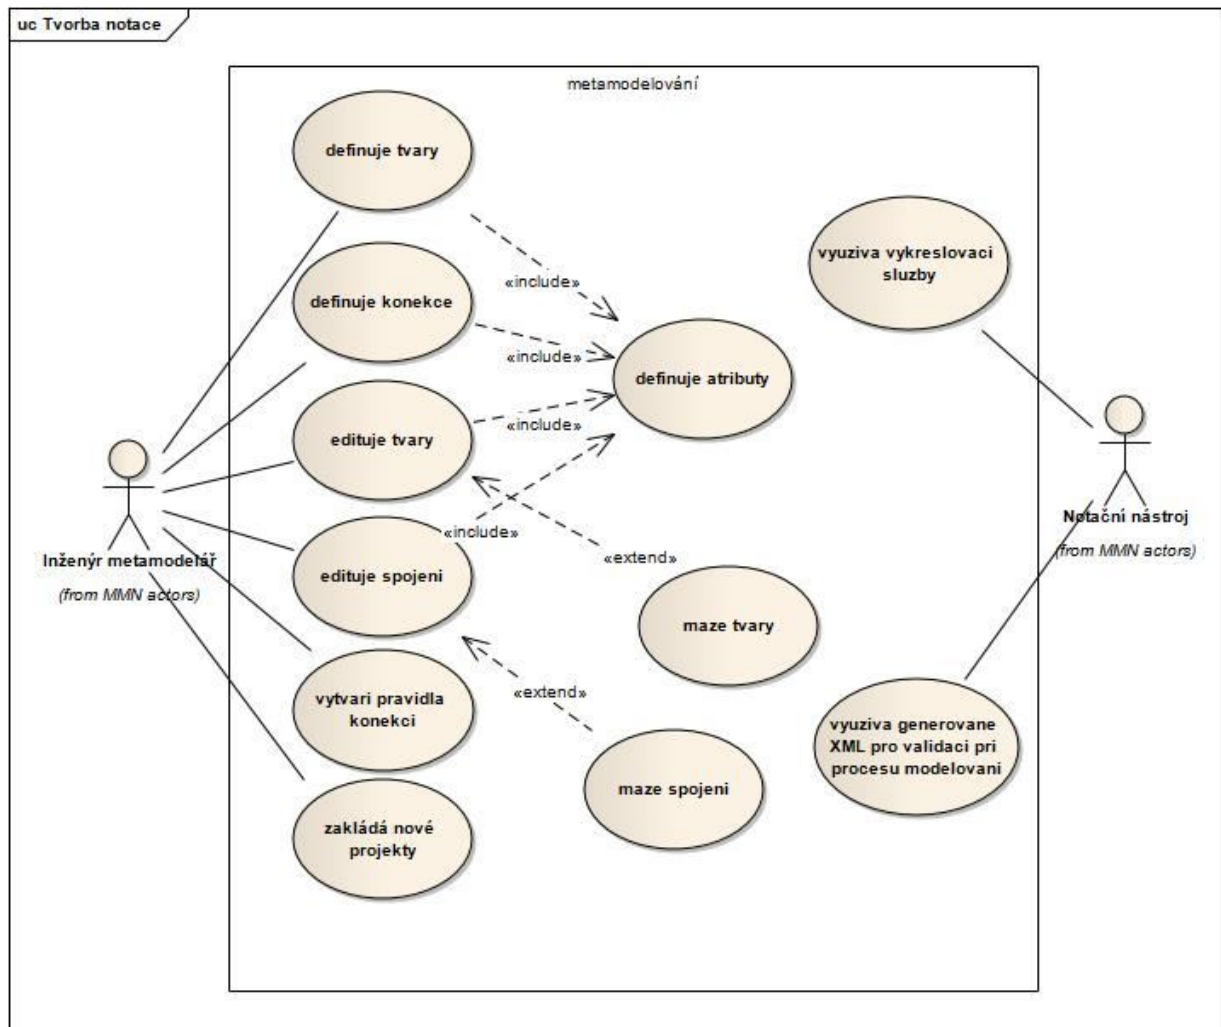 uc Tvorba notace
metamodelování
definuje tvary
vyuziva vykreslovaci
sluzby
«include»
definuje konekce
«include»
definuje atributy
«include»
edituje tvary
«include»
Inženýr metamodelář
(from MMN actors)
Notační nástroj
(from MMN actors)
«extend»
edituje spojeni
maze tvary
«extend»
vytvari pravidla
konekci
vyuziva generovane
XML pro validaci pri
procesu modelovani
maze spojeni
zakládá nové
projekty